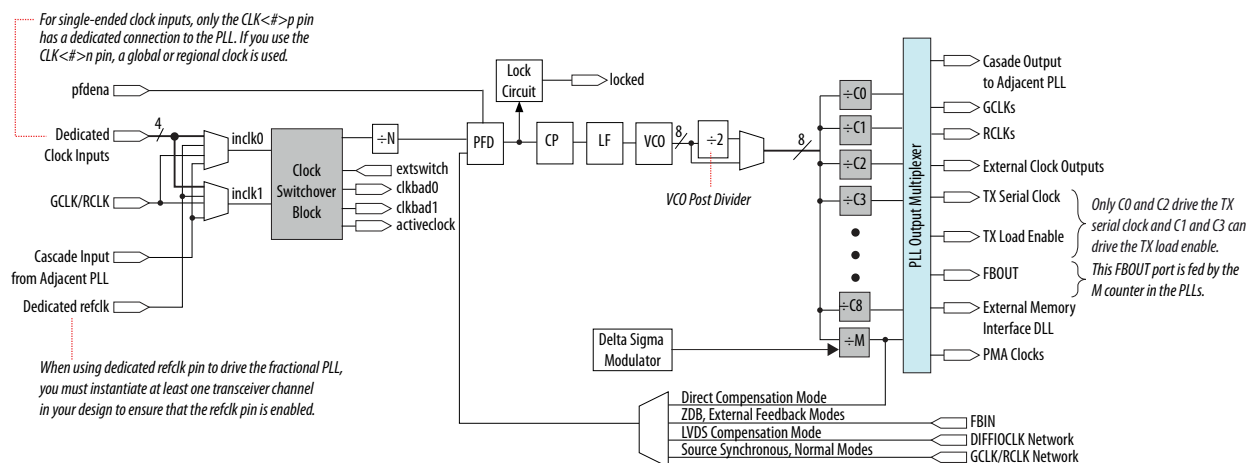 For single-ended clock inputs, only the CLK<#>p pin
has a dedicated connection to the PLL. If you use the
CLK<#>n pin, a global or regional clock is used.
pfdena
Lock
Circuit
locked
4
Dedicated
Clock Inputs
inclk0
GCLK/RCLK
inclk1
Cascade Input
from Adjacent PLL
Dedicated refclk
Clock
Switchover
Block
÷N
extswitch
clkbad0
clkbad1
activeclock
PFD
CP
LF
VCO
8
÷2
VCO Post Divider
8
÷C0
÷C1
÷C2
÷C3
÷C8
÷M
Delta Sigma
Modulator
PLL Output Multiplexer
Casade Output
to Adjacent PLL
GCLKs
RCLKs
External Clock Outputs
TX Serial Clock
TX Load Enable
Only C0 and C2 drive the TX
serial clock and C1 and C3 can
drive the TX load enable.
FBOUT
This FBOUT port is fed by the
M counter in the PLLs.
External Memory
Interface DLL
PMA Clocks
When using dedicated refclk pin to drive the fractional PLL,
you must instantiate at least one transceiver channel
in your design to ensure that the refclk pin is enabled.
Direct Compensation Mode
ZDB, External Feedback Modes
LVDS Compensation Mode
Source Synchronous, Normal Modes
FBIN
DIFFIOCLK Network
GCLK/RCLK Network